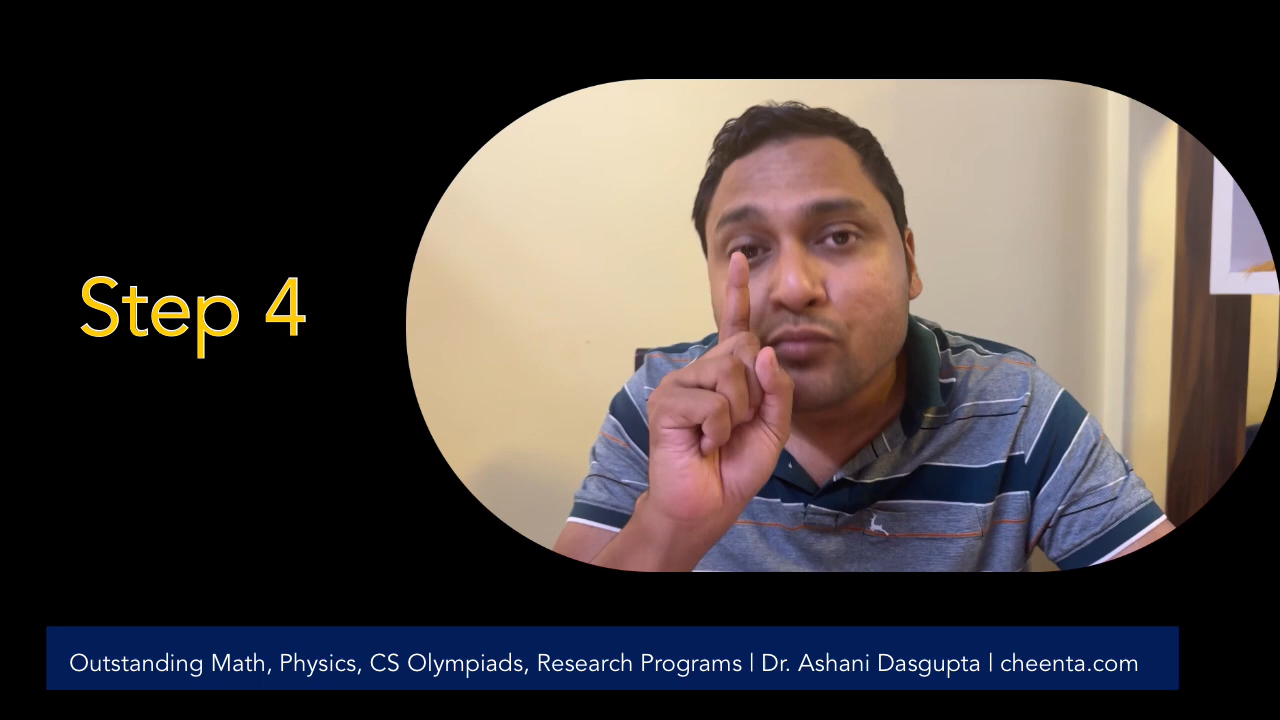 Step 4
Outstanding Math, Physics, CS Olympiads, Research Programs | Dr. Ashani Dasgupta | cheenta.com